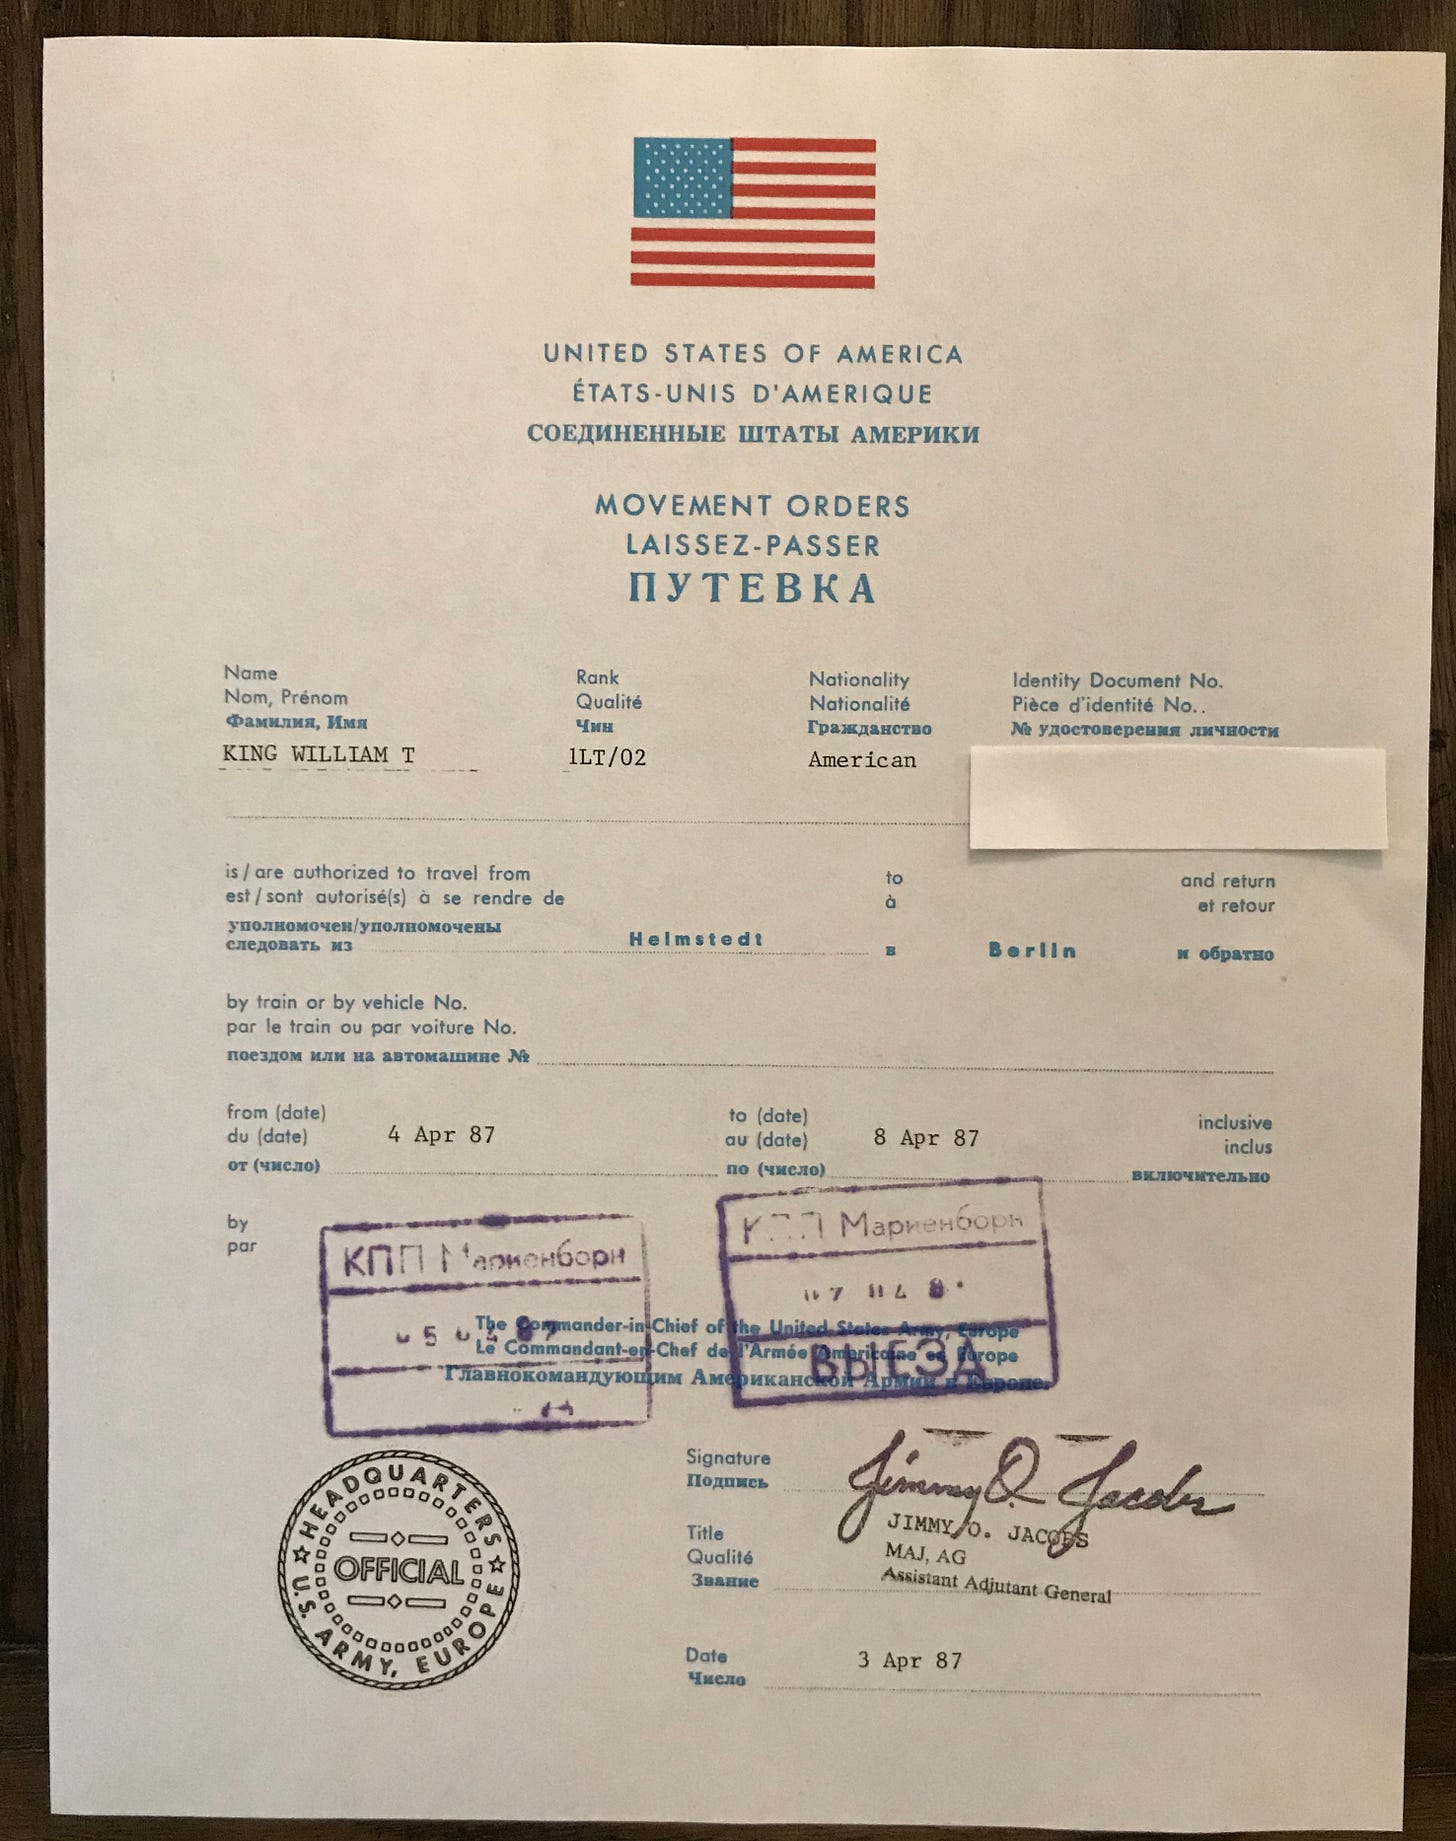 UNITED STATES OF AMERICA
ÉTATS-UNIS D'AMERIQUE
СОЕДИНЕННЫЕ ШТАТЫ АМЕРИКИ
MOVEMENT ORDERS
LAISSEZ-PASSER
ПУТЕВКА
Name Rank Nationality Identity Document No.
Nom, Prénom Qualité Nationalité Pièce d'identité No..
Фамилия, Имя Чин Гражданство № удостоверения личности
KING WILLIAM T 1LT/02 American
is / are authorized to travel from to and return
est / sont autorisé(s) à se rendre de à et retour
уполномочен/уполномочены
следовать из Helmstedt в Berlin и обратно
by train or by vehicle No.
par le train ou par voiture No.
поездом или на автомашине №
from (date) to (date) inclusive
du (date) 4 Apr 87 au (date) 8 Apr 87 inclus
от (число) по (число) включительно
by
par
КПП Мариенборн
КПП Мариенборн
ВЫЕЗД
The Commander-in-Chief of the United States Army, Europe
Le Commandant-en-Chef de l'Armée Americaine en Europe
Главнокомандующим Американской Армии в Европе.
HEADQUARTERS
OFFICIAL
U.S. ARMY, EUROPE
Signature Jimmy O. Jacobs
Подпись
JIMMY O. JACOBS
Title
Qualité MAJ, AG
Звание Assistant Adjutant General
Date 3 Apr 87
Число